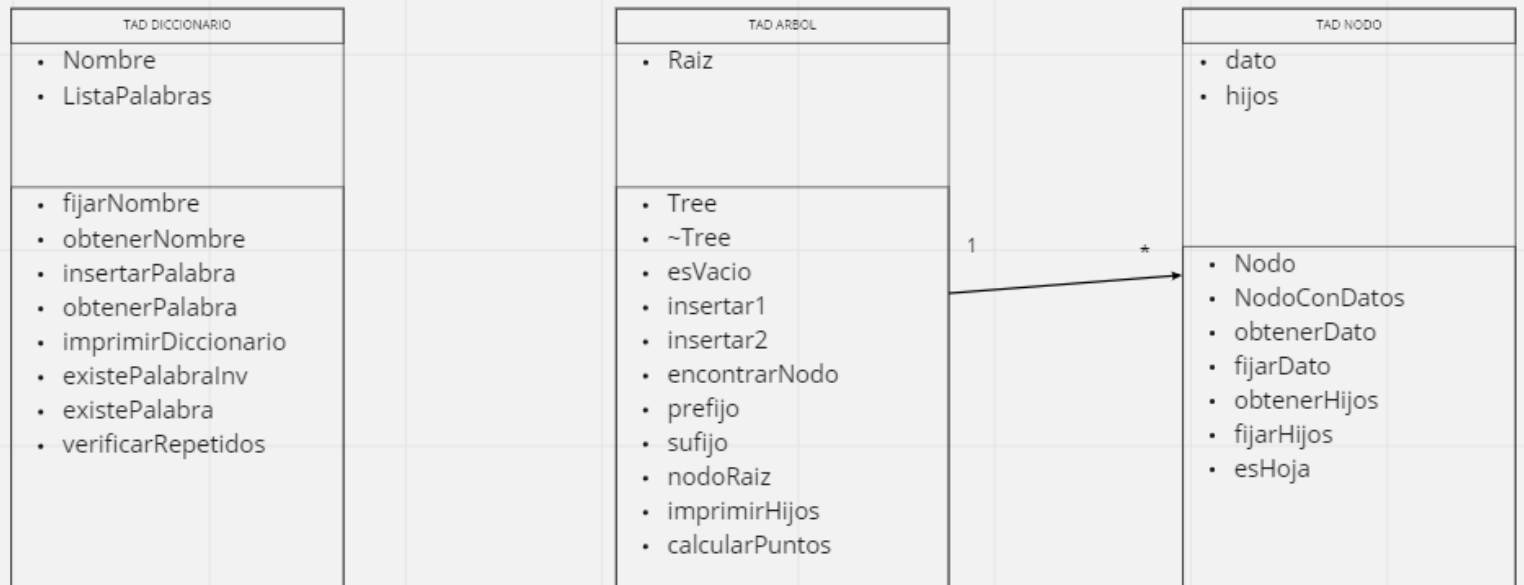 TAD DICCIONARIO
• Nombre
• ListaPalabras
• fijarNombre
• obtenerNombre
• insertarPalabra
• obtenerPalabra
• imprimirDiccionario
• existePalabraInv
• existePalabra
• verificarRepetidos
TAD ARBOL
• Raiz
• Tree
• ~Tree
• esVacio
• insertar1
• insertar2
• encontrarNodo
• prefijo
• sufijo
• nodoRaiz
• imprimirHijos
• calcularPuntos
1
*
TAD NODO
• dato
• hijos
• Nodo
• NodoConDatos
• obtenerDato
• fijarDato
• obtenerHijos
• fijarHijos
• esHoja